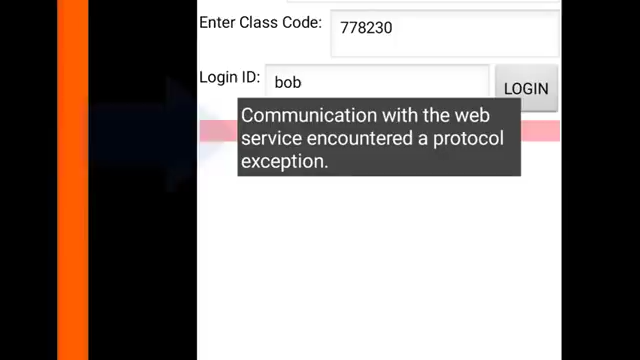 Enter Class Code: 778230
Login ID: bob LOGIN
Communication with the web
service encountered a protocol
exception.